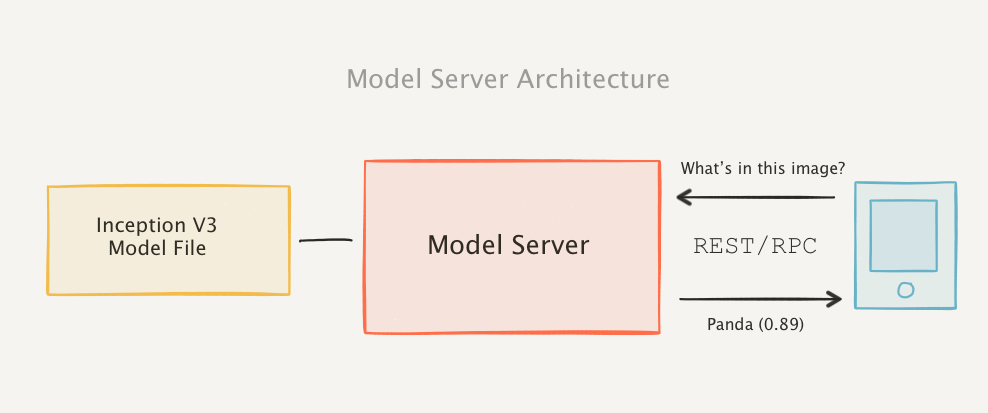 Model Server Architecture
Inception V3
Model File
Model Server
What's in this image?
REST/RPC
Panda (0.89)